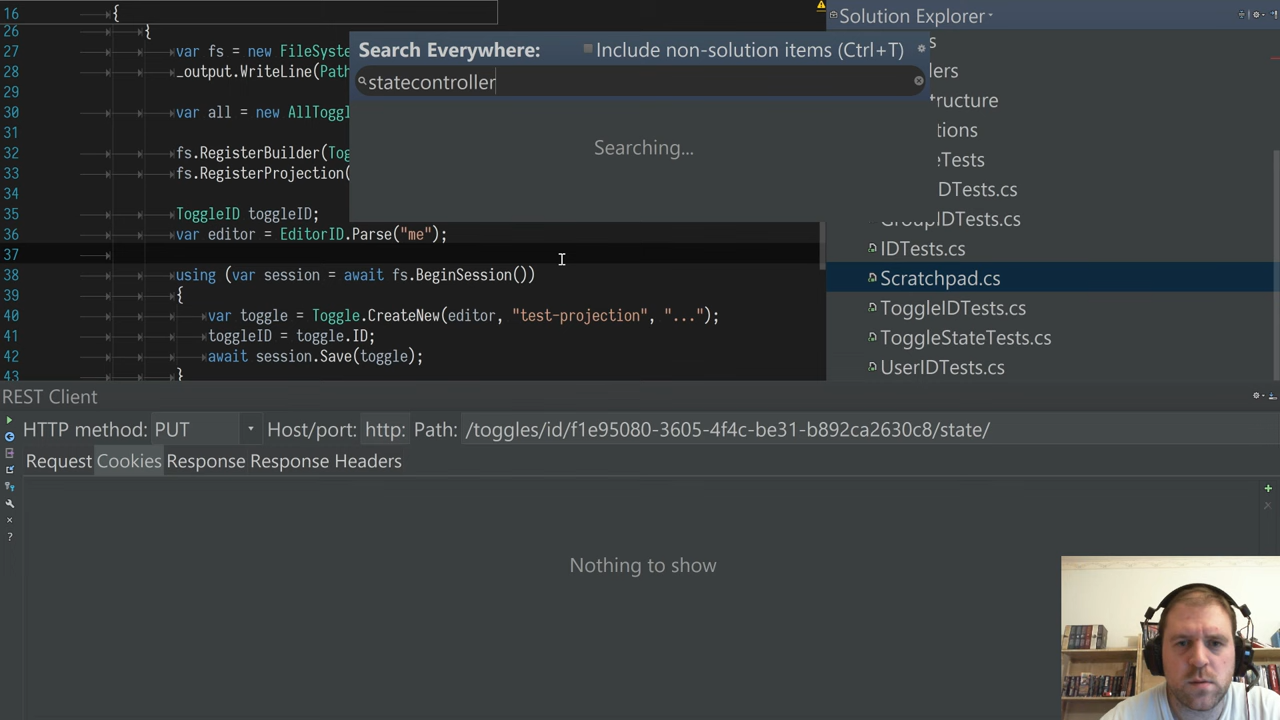 16 {
26 {
27 var fs = new FileSyste
28 _output.WriteLine(Path
29
30 var all = new AllToggl
31
32 fs.RegisterBuilder(Tog
33 fs.RegisterProjection(
34
35 ToggleID toggleID;
36 var editor = EditorID.Parse("me");
37
38 using (var session = await fs.BeginSession())
39 {
40 var toggle = Toggle.CreateNew(editor, "test-projection", "...");
41 toggleID = toggle.ID;
42 await session.Save(toggle);
43 }
Search Everywhere: Include non-solution items (Ctrl+T)
statecontroller
Searching...
Solution Explorer
s
ders
tructure
tions
eTests
IDTests.cs
GroupIDTests.cs
IDTests.cs
Scratchpad.cs
ToggleIDTests.cs
ToggleStateTests.cs
UserIDTests.cs
REST Client
HTTP method: PUT Host/port: http: Path: /toggles/id/f1e95080-3605-4f4c-be31-b892ca2630c8/state/
Request Cookies Response Response Headers
Nothing to show